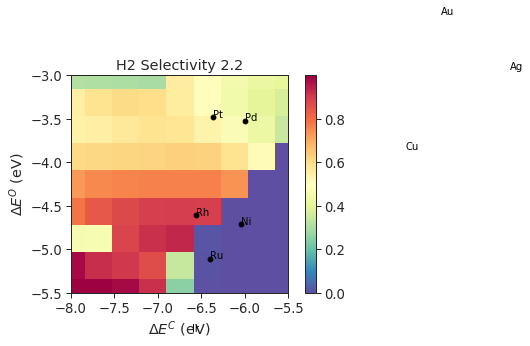 Au
H2 Selectivity 2.2
Ag
−3.0
−3.5
−4.0
−4.5
−5.0
−5.5
ΔE^O (eV)
Pt
Pd
Cu
Rh
Ni
Ru
0.8
0.6
0.4
0.2
0.0
−8.0 −7.5 −7.0 −6.5 −6.0 −5.5
ΔE^C (eV)
Ir